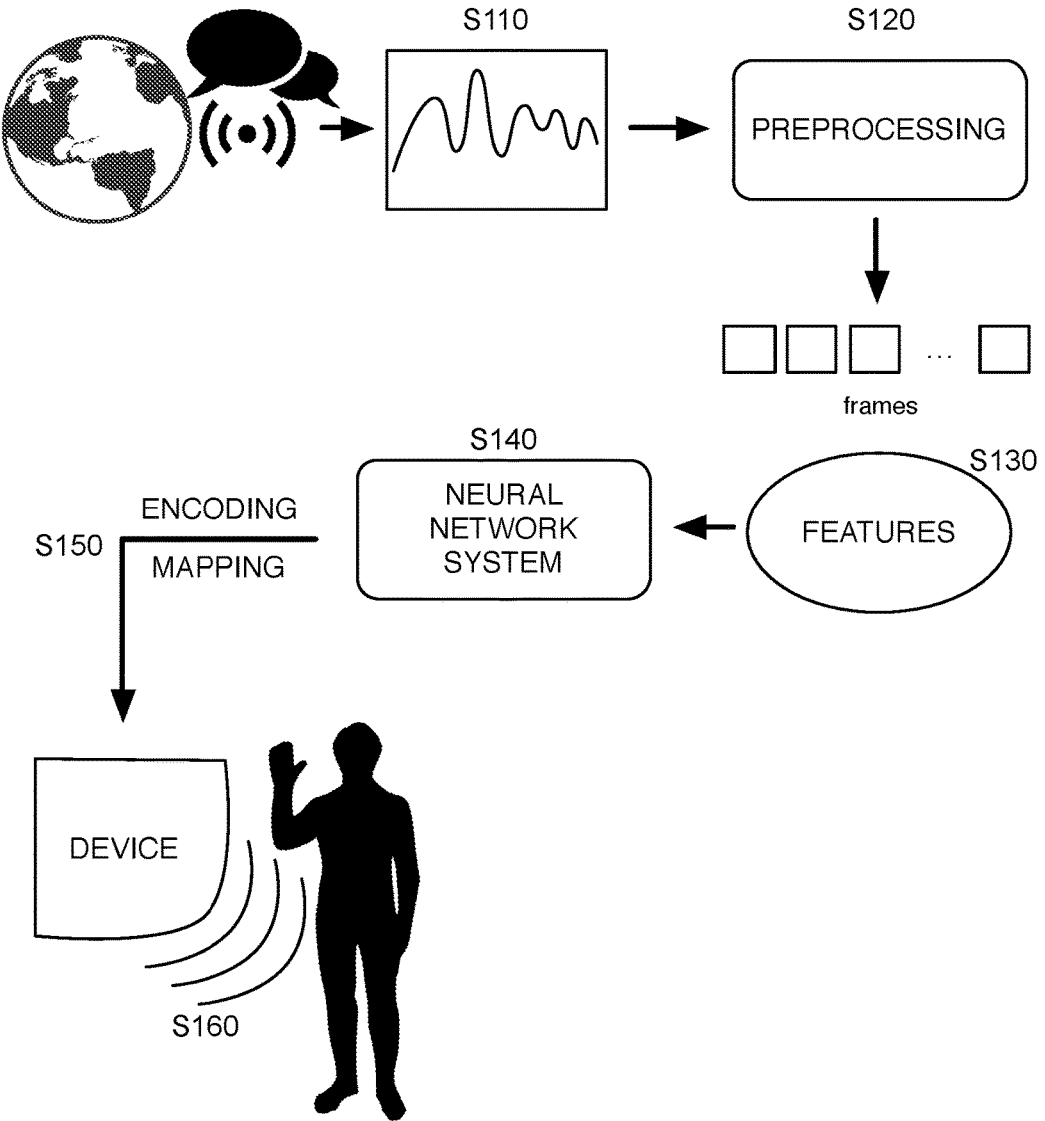 S110
S120
PREPROCESSING
...
frames
S140
S130
NEURAL
NETWORK
SYSTEM
FEATURES
ENCODING
S150
MAPPING
DEVICE
S160